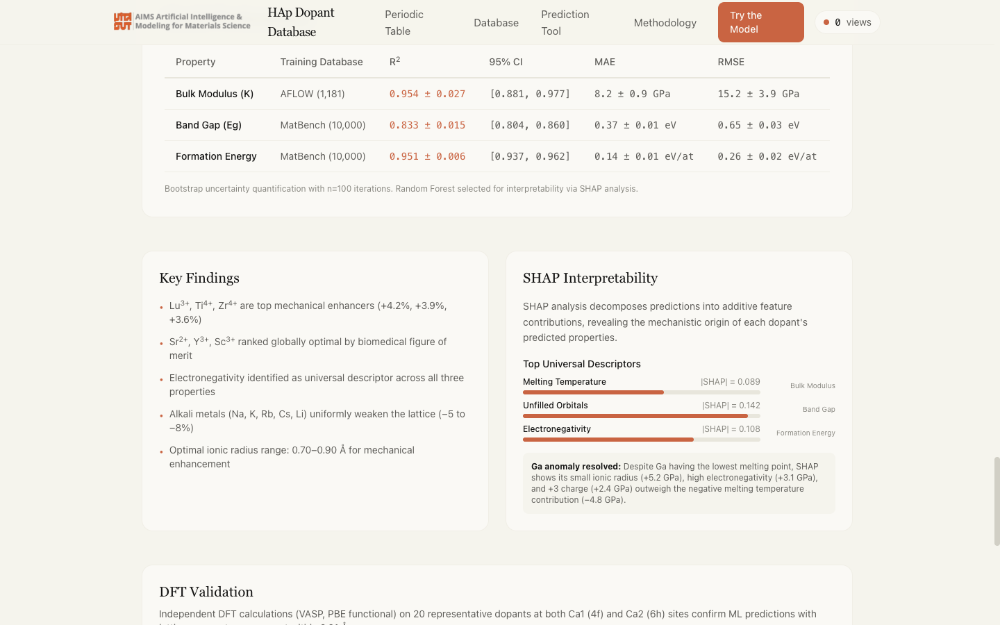 AIMS Artificial Intelligence &
Modeling for Materials Science
HAp Dopant
Database
Periodic
Table
Database
Prediction
Tool
Methodology
Try the
Model
0 views
Property Training Database R² 95% CI MAE RMSE
Bulk Modulus (K) AFLOW (1,181) 0.954 ± 0.027 [0.881, 0.977] 8.2 ± 0.9 GPa 15.2 ± 3.9 GPa
Band Gap (Eg) MatBench (10,000) 0.833 ± 0.015 [0.804, 0.860] 0.37 ± 0.01 eV 0.65 ± 0.03 eV
Formation Energy MatBench (10,000) 0.951 ± 0.006 [0.937, 0.962] 0.14 ± 0.01 eV/at 0.26 ± 0.02 eV/at
Bootstrap uncertainty quantification with n=100 iterations. Random Forest selected for interpretability via SHAP analysis.
Key Findings
• Lu³⁺, Ti⁴⁺, Zr⁴⁺ are top mechanical enhancers (+4.2%, +3.9%,
+3.6%)
• Sr²⁺, Y³⁺, Sc³⁺ ranked globally optimal by biomedical figure of
merit
• Electronegativity identified as universal descriptor across all three
properties
• Alkali metals (Na, K, Rb, Cs, Li) uniformly weaken the lattice (−5 to
−8%)
• Optimal ionic radius range: 0.70–0.90 Å for mechanical
enhancement
SHAP Interpretability
SHAP analysis decomposes predictions into additive feature
contributions, revealing the mechanistic origin of each dopant's
predicted properties.
Top Universal Descriptors
Melting Temperature |SHAP| = 0.089 Bulk Modulus
Unfilled Orbitals |SHAP| = 0.142 Band Gap
Electronegativity |SHAP| = 0.108 Formation Energy
Ga anomaly resolved: Despite Ga having the lowest melting point, SHAP
shows its small ionic radius (+5.2 GPa), high electronegativity (+3.1 GPa),
and +3 charge (+2.4 GPa) outweigh the negative melting temperature
contribution (−4.8 GPa).
DFT Validation
Independent DFT calculations (VASP, PBE functional) on 20 representative dopants at both Ca1 (4f) and Ca2 (6h) sites confirm ML predictions with